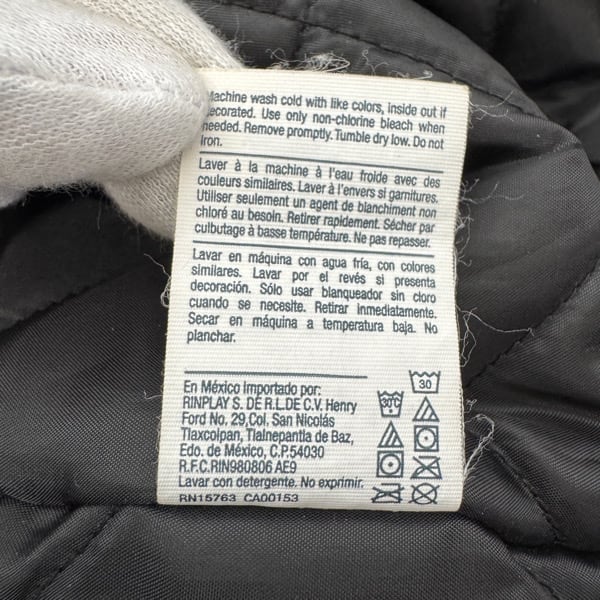 Machine wash cold with like colors, inside out if
decorated. Use only non-chlorine bleach when
needed. Remove promptly. Tumble dry low. Do not
iron.
Laver à la machine à l'eau froide avec des
couleurs similaires. Laver à l'envers si garnitures.
Utiliser seulement un agent de blanchiment non
chloré au besoin. Retirer rapidement. Sécher par
culbutage à basse température. Ne pas repasser.
Lavar en máquina con agua fría, con colores
similares. Lavar por el revés si presenta
decoración. Sólo usar blanqueador sin cloro
cuando se necesite. Retirar inmediatamente.
Secar en máquina a temperatura baja. No
planchar.
En México importado por:
RINPLAY S. DE R.L.DE C.V. Henry
Ford No. 29,Col, San Nicolás
Tlaxcolpan, Tlalnepantla de Baz,
Edo. de México, C.P.54030
R.F.C.RIN980806 AE9
Lavar con detergente. No exprimir.
RN15763 CA00153
30°C
30